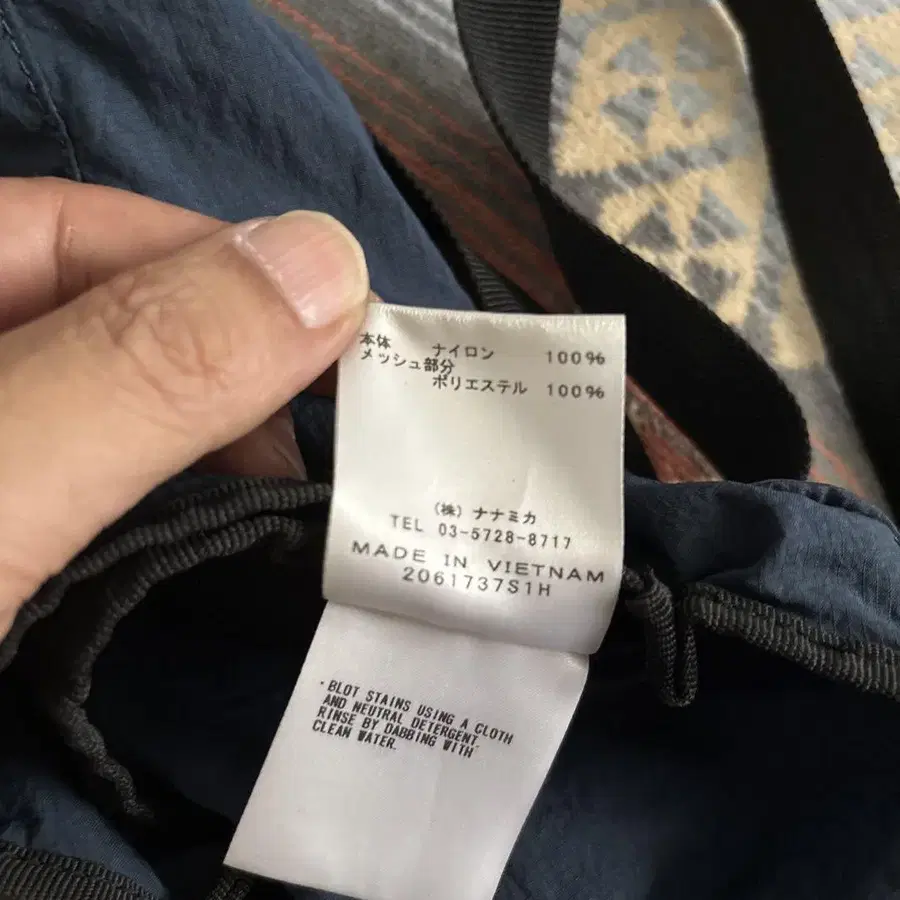 本体 ナイロン 100%
メッシュ部分
ポリエステル 100%
(株) ナナミカ
TEL 03-5728-8717
MADE IN VIETNAM
2061737S1H
・BLOT STAINS USING A CLOTH
AND NEUTRAL DETERGENT
RINSE BY DABBING WITH
CLEAN WATER.